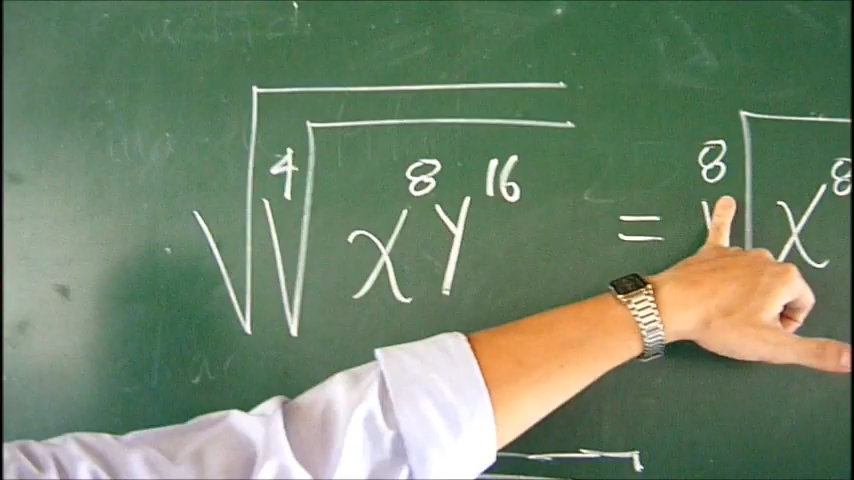 √⁴√x⁸y¹⁶ = ⁸√x⁸